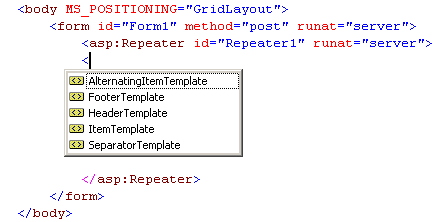 <body MS_POSITIONING="GridLayout">
<form id="Form1" method="post" runat="server">
<asp:Repeater id="Repeater1" runat="server">
<
AlternatingItemTemplate
FooterTemplate
HeaderTemplate
ItemTemplate
SeparatorTemplate
</asp:Repeater>
</form>
</body>